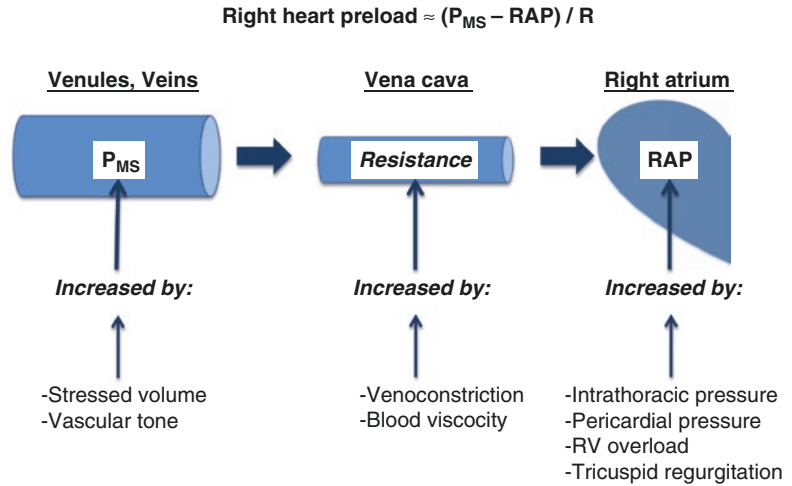 Right heart preload ≈ (PMS – RAP) / R
Venules, Veins
Vena cava
Right atrium
PMS
Resistance
RAP
Increased by:
Increased by:
Increased by:
-Stressed volume
-Vascular tone
-Venoconstriction
-Blood viscocity
-Intrathoracic pressure
-Pericardial pressure
-RV overload
-Tricuspid regurgitation